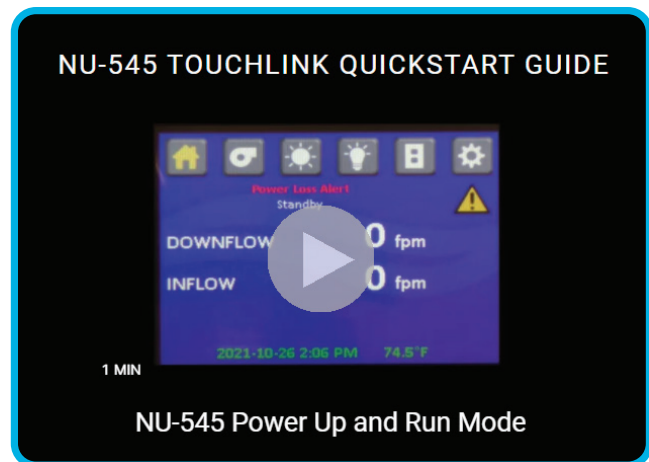 NU-545 TOUCHLINK QUICKSTART GUIDE
Power Loss Alert
Standby
DOWNFLOW 0 fpm
INFLOW 0 fpm
2021-10-26 2:06 PM 74.5°F
1 MIN
NU-545 Power Up and Run Mode